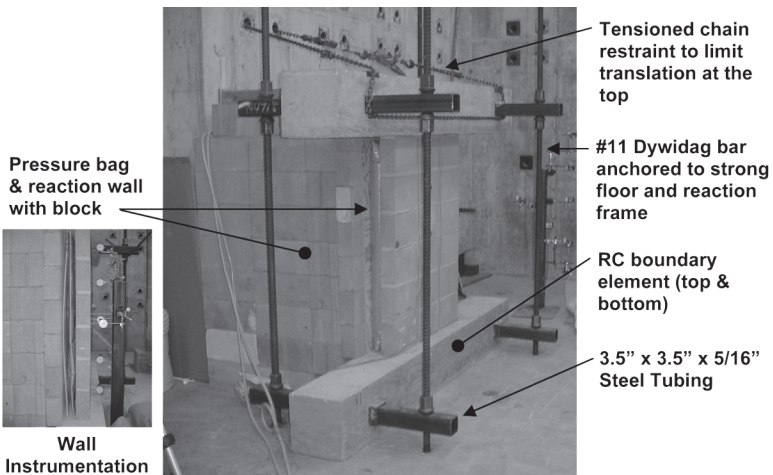 Tensioned chain
restraint to limit
translation at the
top
#11 Dywidag bar
anchored to strong
floor and reaction
frame
Pressure bag
& reaction wall
with block
RC boundary
element (top &
bottom)
3.5” x 3.5” x 5/16”
Steel Tubing
Wall
Instrumentation